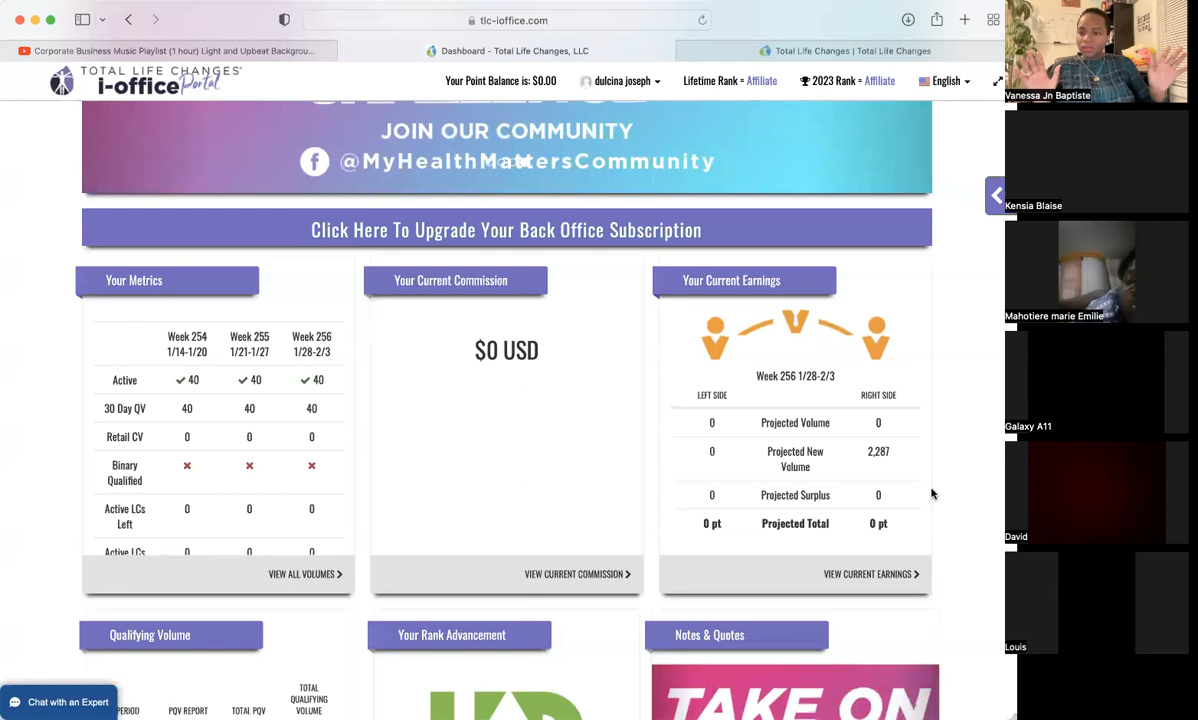 tlc-ioffice.com
Corporate Business Music Playlist (1 hour) Light and Upbeat Backgrou...
Dashboard - Total Life Changes, LLC
Total Life Changes | Total Life Changes
TOTAL LIFE CHANGES®
i-office Portal
Your Point Balance is: $0.00
dulcina joseph
Lifetime Rank = Affiliate
2023 Rank = Affiliate
English
JOIN OUR COMMUNITY
@MyHealthMattersCommunity
Click Here To Upgrade Your Back Office Subscription
Your Metrics
Week 254 Week 255 Week 256
1/14-1/20 1/21-1/27 1/28-2/3
Active 40 40 40
30 Day QV 40 40 40
Retail CV 0 0 0
Binary
Qualified
Active LCs 0 0 0
Left
Active LCs 0 0 0
VIEW ALL VOLUMES
Your Current Commission
$0 USD
VIEW CURRENT COMMISSION
Your Current Earnings
Week 256 1/28-2/3
LEFT SIDE RIGHT SIDE
0 Projected Volume 0
0 Projected New 2,287
Volume
0 Projected Surplus 0
0 pt Projected Total 0 pt
VIEW CURRENT EARNINGS
Qualifying Volume
TOTAL
QUALIFYING
PERIOD PQV REPORT TOTAL PQV VOLUME
Your Rank Advancement
Notes & Quotes
TAKE ON
Chat with an Expert
Vanessa Jn Baptiste
Kensia Blaise
Mahotiere marie Emilie
Galaxy A11
David
Louis